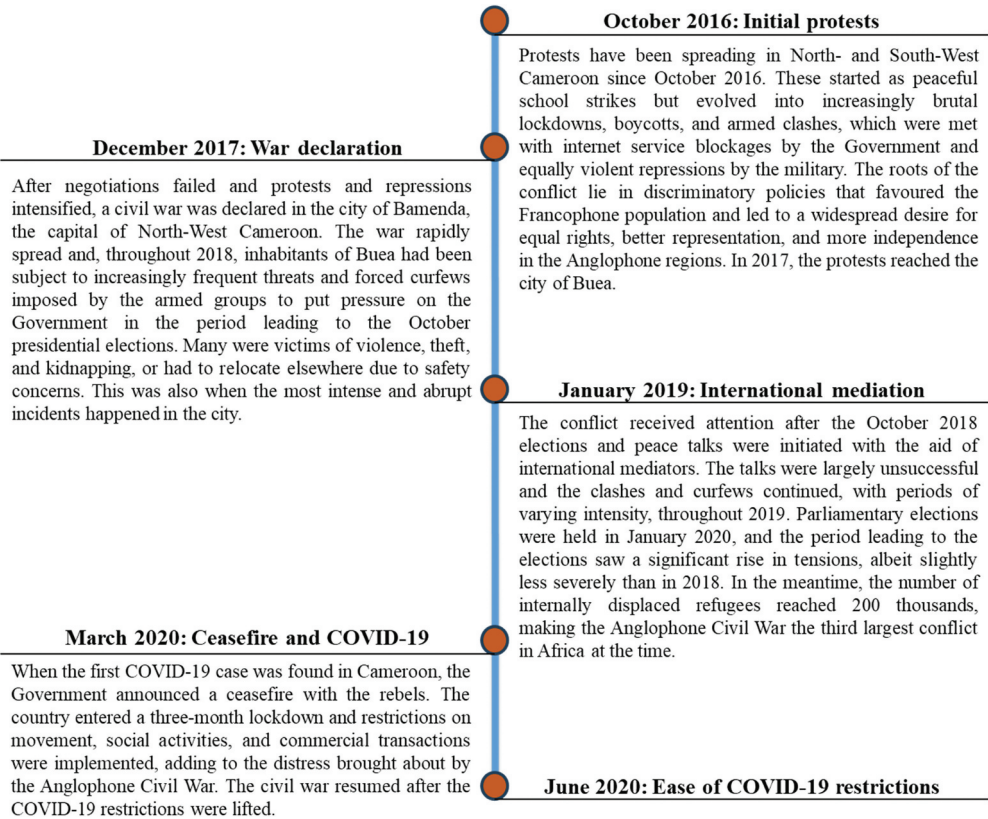 October 2016: Initial protests
Protests have been spreading in North- and South-West
Cameroon since October 2016. These started as peaceful
school strikes but evolved into increasingly brutal
lockdowns, boycotts, and armed clashes, which were met
with internet service blockages by the Government and
equally violent repressions by the military. The roots of the
conflict lie in discriminatory policies that favoured the
Francophone population and led to a widespread desire for
equal rights, better representation, and more independence
in the Anglophone regions. In 2017, the protests reached the
city of Buea.
December 2017: War declaration
After negotiations failed and protests and repressions
intensified, a civil war was declared in the city of Bamenda,
the capital of North-West Cameroon. The war rapidly
spread and, throughout 2018, inhabitants of Buea had been
subject to increasingly frequent threats and forced curfews
imposed by the armed groups to put pressure on the
Government in the period leading to the October
presidential elections. Many were victims of violence, theft,
and kidnapping, or had to relocate elsewhere due to safety
concerns. This was also when the most intense and abrupt
incidents happened in the city.
January 2019: International mediation
The conflict received attention after the October 2018
elections and peace talks were initiated with the aid of
international mediators. The talks were largely unsuccessful
and the clashes and curfews continued, with periods of
varying intensity, throughout 2019. Parliamentary elections
were held in January 2020, and the period leading to the
elections saw a significant rise in tensions, albeit slightly
less severely than in 2018. In the meantime, the number of
internally displaced refugees reached 200 thousands,
making the Anglophone Civil War the third largest conflict
in Africa at the time.
March 2020: Ceasefire and COVID-19
When the first COVID-19 case was found in Cameroon, the
Government announced a ceasefire with the rebels. The
country entered a three-month lockdown and restrictions on
movement, social activities, and commercial transactions
were implemented, adding to the distress brought about by
the Anglophone Civil War. The civil war resumed after the
COVID-19 restrictions were lifted.
June 2020: Ease of COVID-19 restrictions